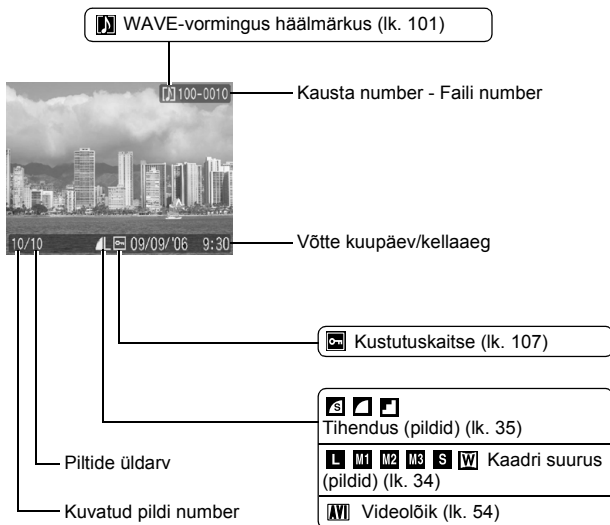 WAVE-vormingus häälmärkus (lk. 101)
100-0010
Kausta number - Faili number
10/10 L 09/09/'06 9:30
Võtte kuupäev/kellaaeg
Kustutuskaitse (lk. 107)
S
Tihendus (pildid) (lk. 35)
L M1 M2 M3 S W Kaadri suurus
(pildid) (lk. 34)
AVI Videolõik (lk. 54)
Piltide üldarv
Kuvatud pildi number